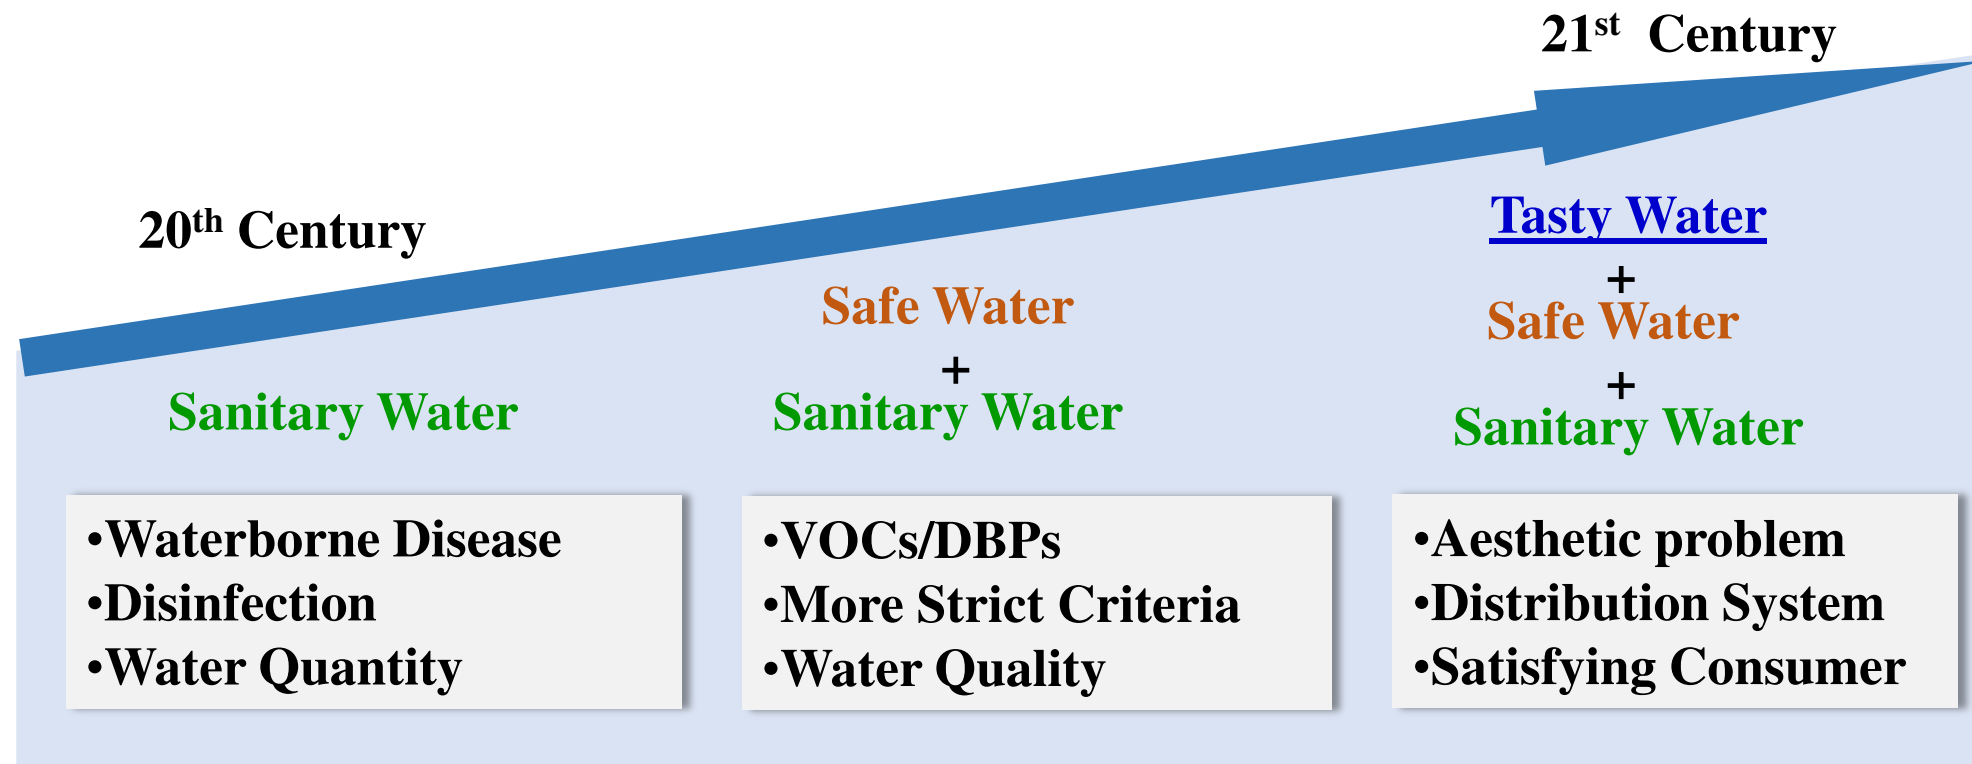 21st Century
20th Century
Sanitary Water
Safe Water
+
Sanitary Water
Tasty Water
+
Safe Water
+
Sanitary Water
•Waterborne Disease
•Disinfection
•Water Quantity
•VOCs/DBPs
•More Strict Criteria
•Water Quality
•Aesthetic problem
•Distribution System
•Satisfying Consumer